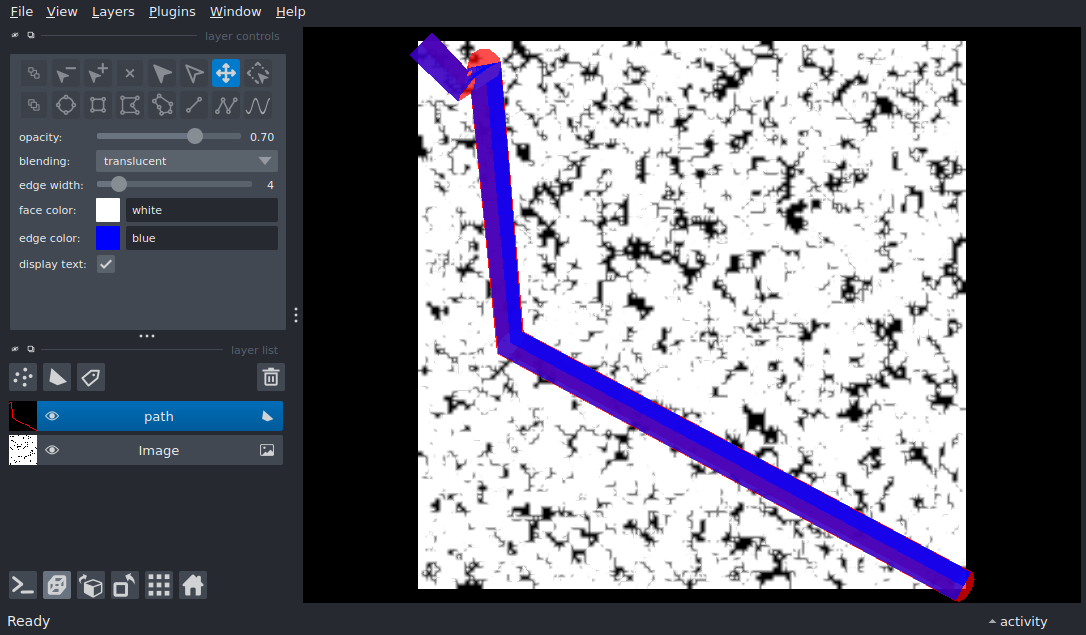 File View Layers Plugins Window Help
layer controls
opacity: 0.70
blending: translucent
edge width: 4
face color: white
edge color: blue
display text:
layer list
path
Image
Ready
activity